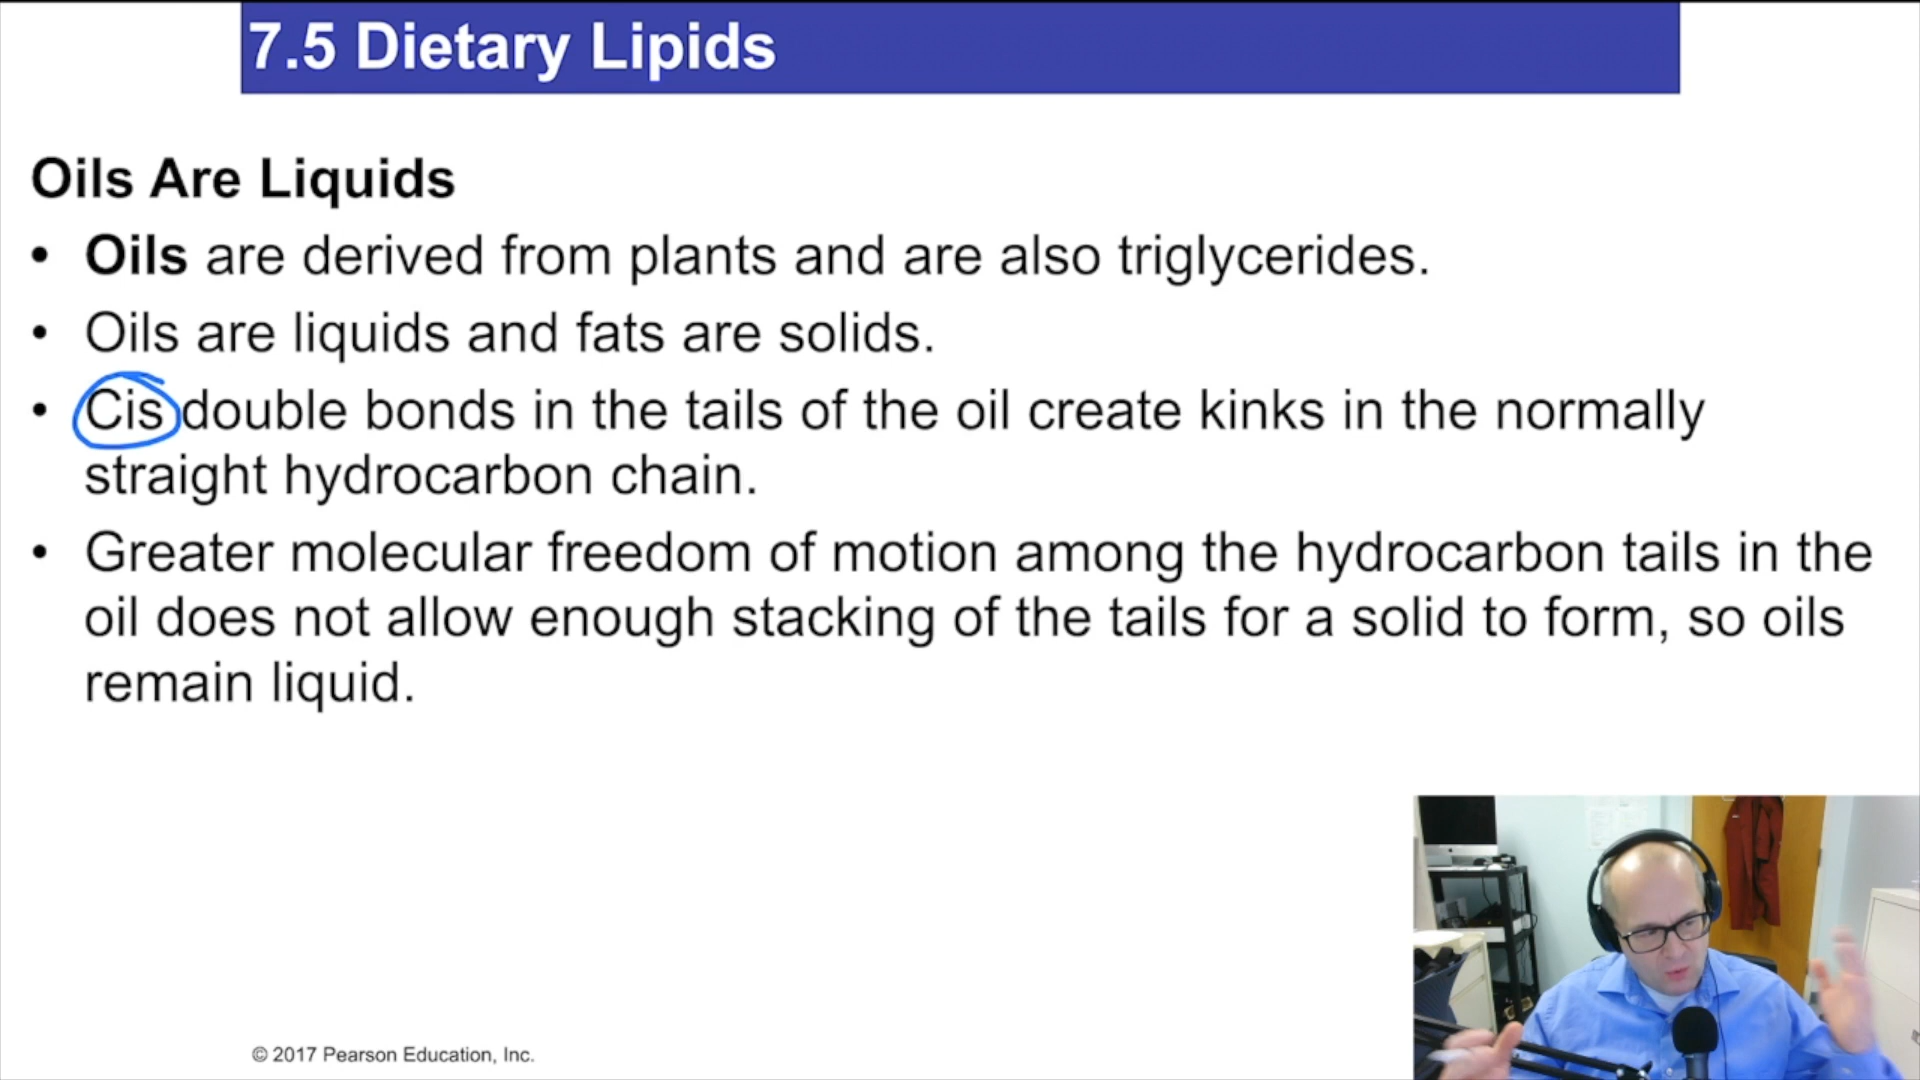 7.5 Dietary Lipids
Oils Are Liquids
• Oils are derived from plants and are also triglycerides.
• Oils are liquids and fats are solids.
• Cis double bonds in the tails of the oil create kinks in the normally
straight hydrocarbon chain.
• Greater molecular freedom of motion among the hydrocarbon tails in the
oil does not allow enough stacking of the tails for a solid to form, so oils
remain liquid.
© 2017 Pearson Education, Inc.